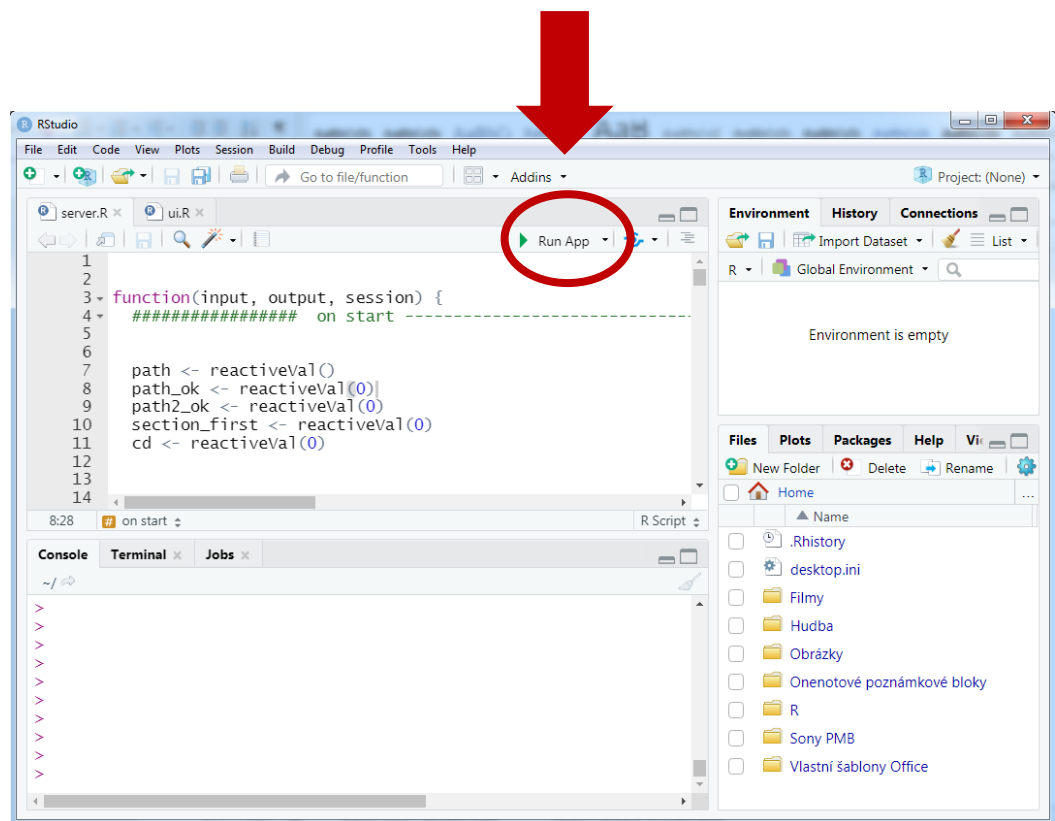 RStudio
File Edit Code View Plots Session Build Debug Profile Tools Help
Go to file/function Addins Project: (None)
server.R ui.R
Run App
1
2
3 function(input, output, session) {
4 ################# on start ------------------------------
5
6
7 path <- reactiveVal()
8 path_ok <- reactiveVal(0)
9 path2_ok <- reactiveVal(0)
10 section_first <- reactiveVal(0)
11 cd <- reactiveVal(0)
12
13
14
8:28 # on start R Script
Console Terminal Jobs
~/
>
>
>
>
>
>
>
>
>
>
Environment History Connections
Import Dataset List
R Global Environment
Environment is empty
Files Plots Packages Help Vi
New Folder Delete Rename
Home ...
Name
.Rhistory
desktop.ini
Filmy
Hudba
Obrázky
Onenotové poznámkové bloky
R
Sony PMB
Vlastní šablony Office